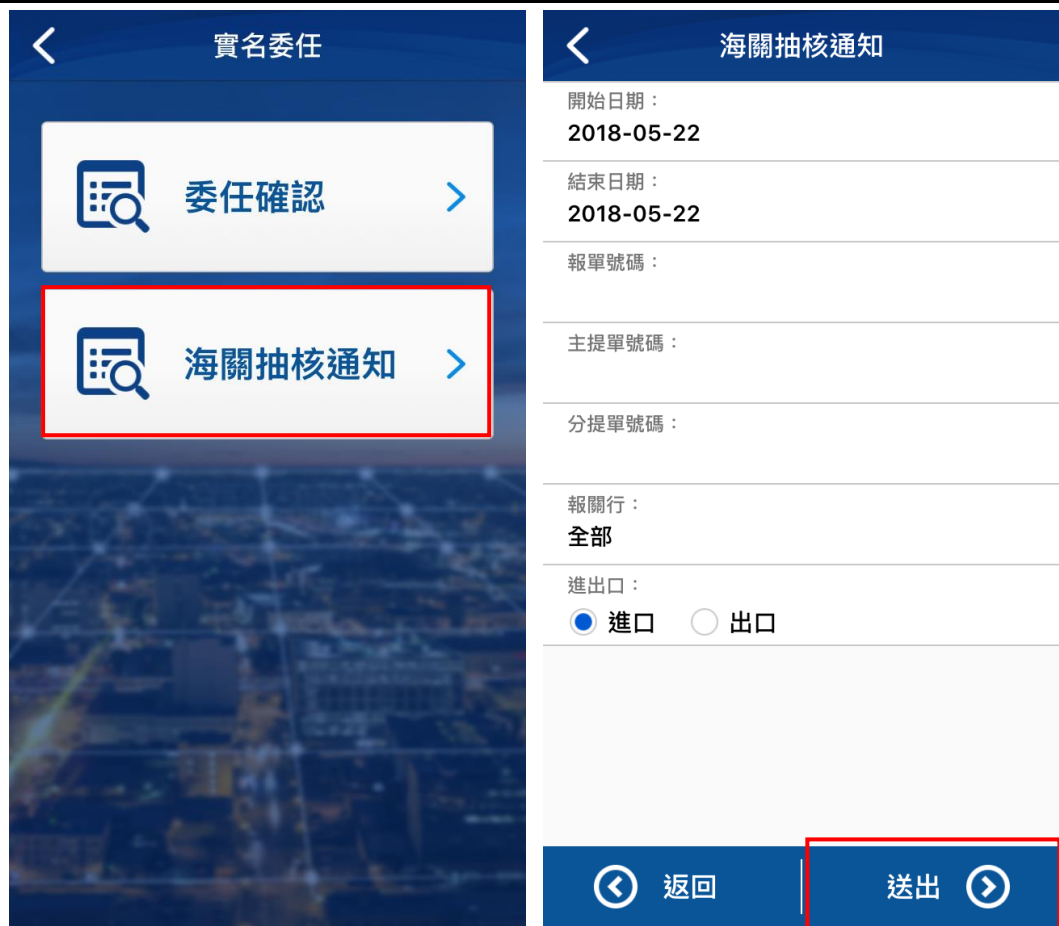 實名委任
委任確認
海關抽核通知
海關抽核通知
開始日期：
2018-05-22
結束日期：
2018-05-22
報單號碼：
主提單號碼：
分提單號碼：
報關行：
全部
進出口：
進口 出口
返回 送出